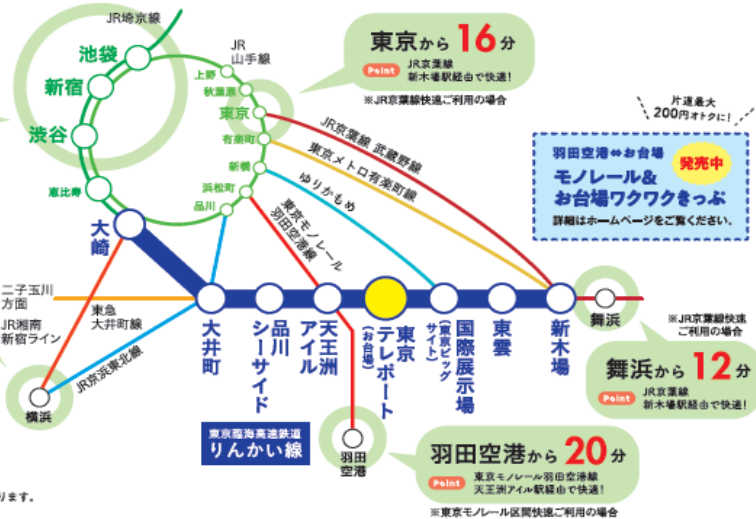 JR埼京線
池袋
新宿
渋谷
恵比寿
大崎
JR
山手線
上野
秋葉原
東京
有楽町
新橋
浜松町
品川
東京から16分
Point
JR京葉線
新木場駅経由で快速!
※JR京葉線快速ご利用の場合
片道最大
200円オトクに!
羽田空港⇔お台場
発売中
モノレール&
お台場ワクワクきっぷ
詳細はホームページをご覧ください。
JR京葉線 武蔵野線
東京メトロ有楽町線
ゆりかもめ
東京モノレール
羽田空港線
二子玉川
方面
JR湘南
新宿ライン
東急
大井町線
JR京浜東北線
横浜
大井町
品川
シーサイド
天王洲
アイル
東京
テレポート
(お台場)
国際展示場
(東京ビッグ
サイト)
東雲
新木場
舞浜
※JR京葉線快速
ご利用の場合
舞浜から12分
Point
JR京葉線
新木場駅経由で快速!
東京臨海高速鉄道
りんかい線
羽田
空港
羽田空港から20分
Point
東京モノレール羽田空港線
天王洲アイル駅経由で快速!
※東京モノレール区間快速ご利用の場合
ります。